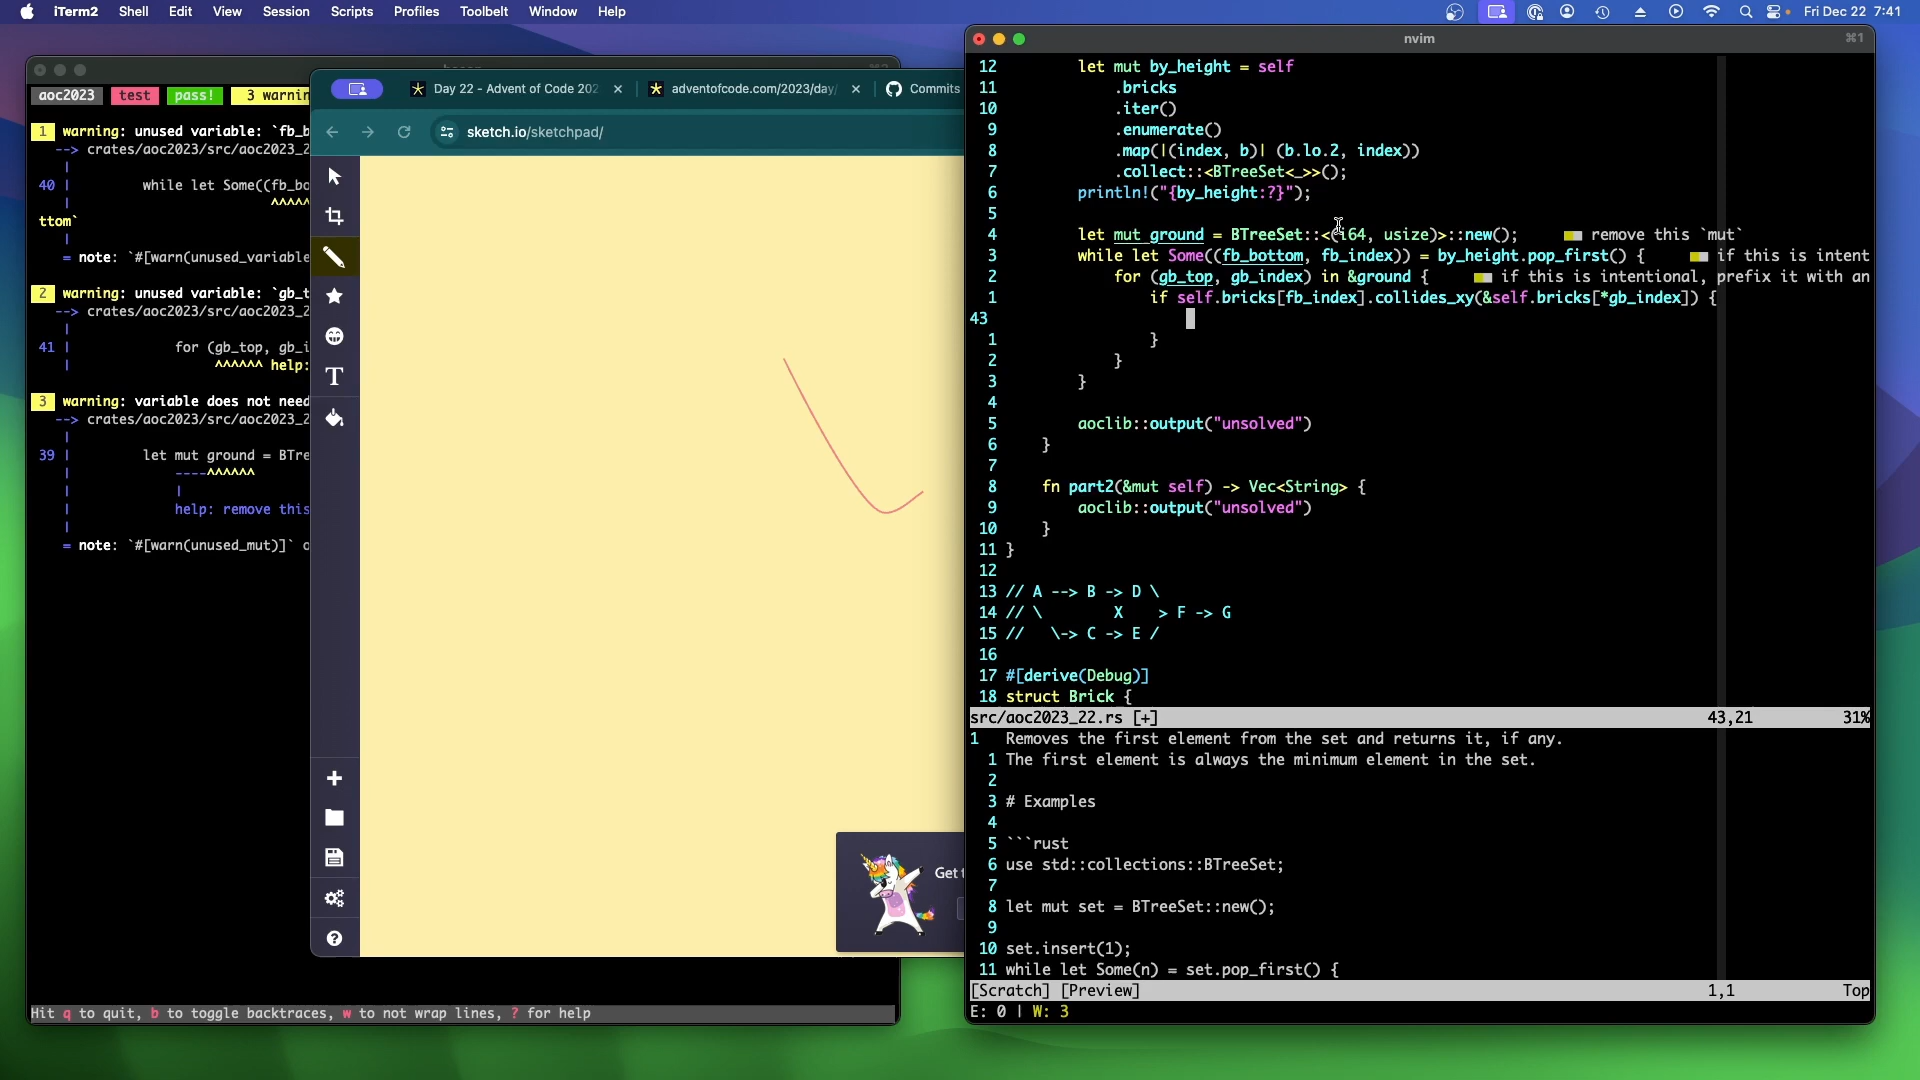 iTerm2 Shell Edit View Session Scripts Profiles Toolbelt Window Help Fri Dec 22 7:41
nvim ⌘1
aoc2023 test pass! 3 warnin
1 warning: unused variable: `fb_b
--> crates/aoc2023/src/aoc2023_2
|
40 | while let Some((fb_bo
| ^^^^^
ttom`
|
= note: `#[warn(unused_variable
2 warning: unused variable: `gb_t
--> crates/aoc2023/src/aoc2023_2
|
41 | for (gb_top, gb_i
| ^^^^^^ help:
3 warning: variable does not need
--> crates/aoc2023/src/aoc2023_2
|
39 | let mut ground = BTre
| ----^^^^^^
| |
| help: remove this
|
= note: `#[warn(unused_mut)]` o
Hit q to quit, b to toggle backtraces, w to not wrap lines, ? for help
Day 22 - Advent of Code 202 × adventofcode.com/2023/day/ × Commits
sketch.io/sketchpad/
T
Get
12 let mut by_height = self
11 .bricks
10 .iter()
9 .enumerate()
8 .map(|(index, b)| (b.lo.2, index))
7 .collect::<BTreeSet<_>>();
6 println!("{by_height:?}");
5
4 let mut ground = BTreeSet::<(i64, usize)>::new(); ■■ remove this `mut`
3 while let Some((fb_bottom, fb_index)) = by_height.pop_first() { ■■ if this is intent
2 for (gb_top, gb_index) in &ground { ■■ if this is intentional, prefix it with an
1 if self.bricks[fb_index].collides_xy(&self.bricks[*gb_index]) {
43
1 }
2 }
3 }
4
5 aoclib::output("unsolved")
6 }
7
8 fn part2(&mut self) -> Vec<String> {
9 aoclib::output("unsolved")
10 }
11 }
12
13 // A --> B -> D \
14 // \ X > F -> G
15 // \-> C -> E /
16
17 #[derive(Debug)]
18 struct Brick {
src/aoc2023_22.rs [+] 43,21 31%
1 Removes the first element from the set and returns it, if any.
1 The first element is always the minimum element in the set.
2
3 # Examples
4
5 ```rust
6 use std::collections::BTreeSet;
7
8 let mut set = BTreeSet::new();
9
10 set.insert(1);
11 while let Some(n) = set.pop_first() {
[Scratch] [Preview] 1,1 Top
E: 0 | W: 3